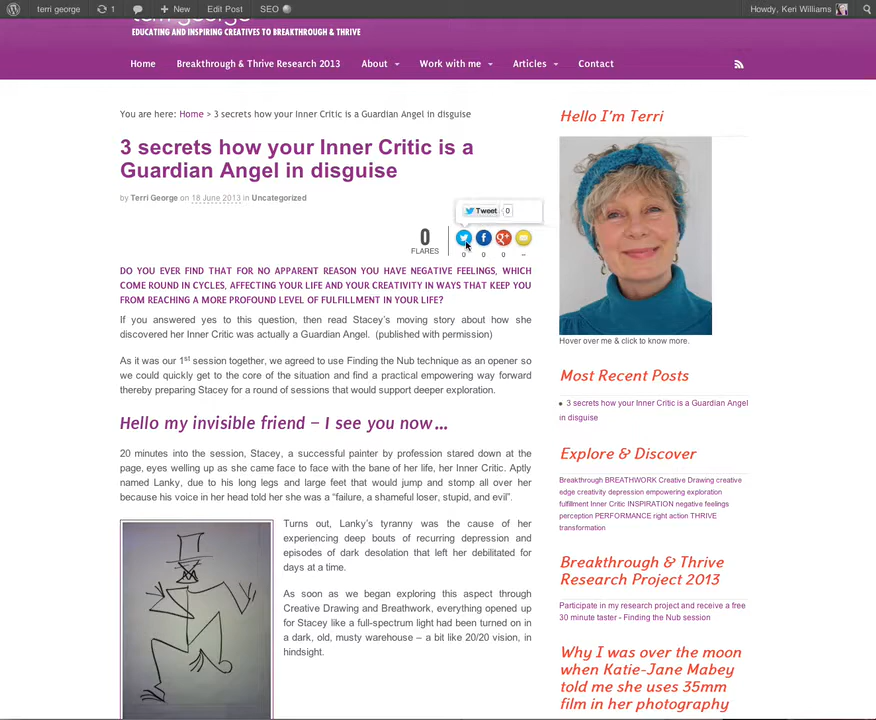 terri george 1 New Edit Post SEO Howdy, Keri Williams
terri george
EDUCATING AND INSPIRING CREATIVES TO BREAKTHROUGH & THRIVE
Home Breakthrough & Thrive Research 2013 About Work with me Articles Contact
You are here: Home > 3 secrets how your Inner Critic is a Guardian Angel in disguise
3 secrets how your Inner Critic is a
Guardian Angel in disguise
by Terri George on 18 June 2013 in Uncategorized
Tweet 0
0
FLARES
0 0 0 --
DO YOU EVER FIND THAT FOR NO APPARENT REASON YOU HAVE NEGATIVE FEELINGS, WHICH
COME ROUND IN CYCLES, AFFECTING YOUR LIFE AND YOUR CREATIVITY IN WAYS THAT KEEP YOU
FROM REACHING A MORE PROFOUND LEVEL OF FULFILLMENT IN YOUR LIFE?
If you answered yes to this question, then read Stacey's moving story about how she
discovered her Inner Critic was actually a Guardian Angel. (published with permission)
As it was our 1st session together, we agreed to use Finding the Nub technique as an opener so
we could quickly get to the core of the situation and find a practical empowering way forward
thereby preparing Stacey for a round of sessions that would support deeper exploration.
Hello my invisible friend – I see you now...
20 minutes into the session, Stacey, a successful painter by profession stared down at the
page, eyes welling up as she came face to face with the bane of her life, her Inner Critic. Aptly
named Lanky, due to his long legs and large feet that would jump and stomp all over her
because his voice in her head told her she was a “failure, a shameful loser, stupid, and evil”.
Turns out, Lanky's tyranny was the cause of her
experiencing deep bouts of recurring depression and
episodes of dark desolation that left her debilitated for
days at a time.
As soon as we began exploring this aspect through
Creative Drawing and Breathwork, everything opened up
for Stacey like a full-spectrum light had been turned on in
a dark, old, musty warehouse – a bit like 20/20 vision, in
hindsight.
Hello I'm Terri
Hover over me & click to know more.
Most Recent Posts
3 secrets how your Inner Critic is a Guardian Angel
in disguise
Explore & Discover
Breakthrough BREATHWORK Creative Drawing creative
edge creativity depression empowering exploration
fulfillment Inner Critic INSPIRATION negative feelings
perception PERFORMANCE right action THRIVE
transformation
Breakthrough & Thrive
Research Project 2013
Participate in my research project and receive a free
30 minute taster - Finding the Nub session
Why I was over the moon
when Katie-Jane Mabey
told me she uses 35mm
film in her photography